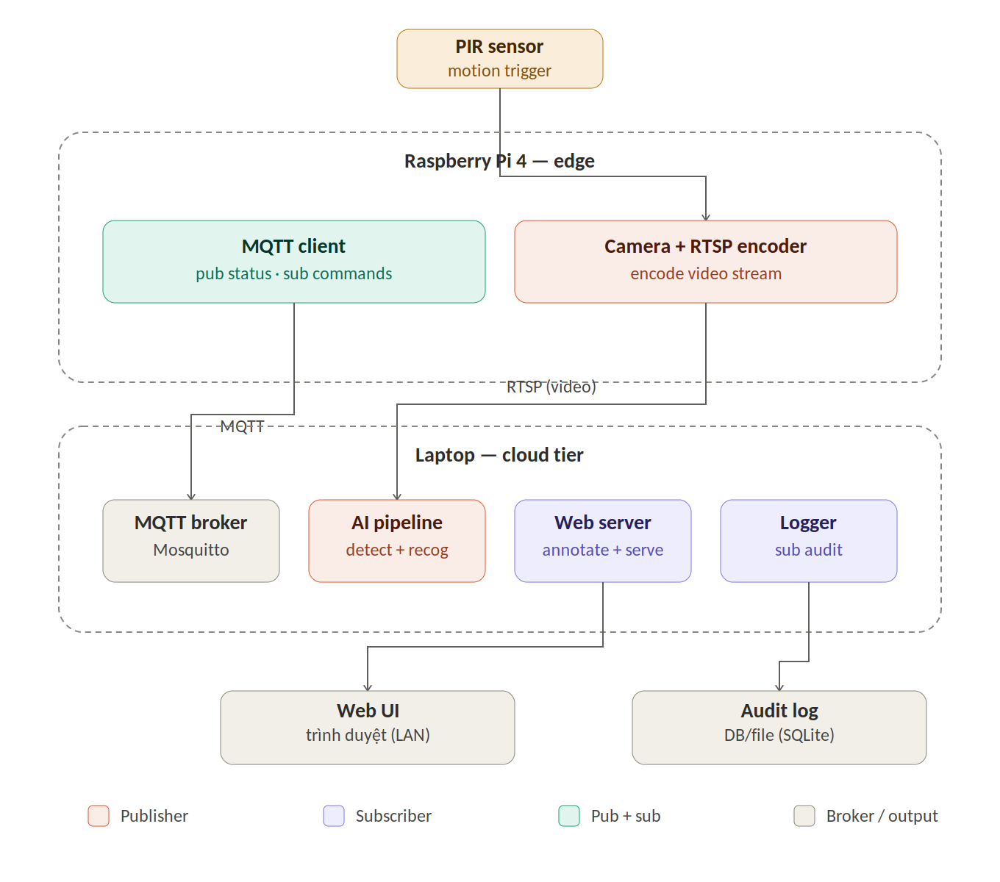 PIR sensor
motion trigger
Raspberry Pi 4 — edge
MQTT client
pub status · sub commands
Camera + RTSP encoder
encode video stream
RTSP (video)
MQTT
Laptop — cloud tier
MQTT broker
Mosquitto
AI pipeline
detect + recog
Web server
annotate + serve
Logger
sub audit
Web UI
trình duyệt (LAN)
Audit log
DB/file (SQLite)
Publisher
Subscriber
Pub + sub
Broker / output